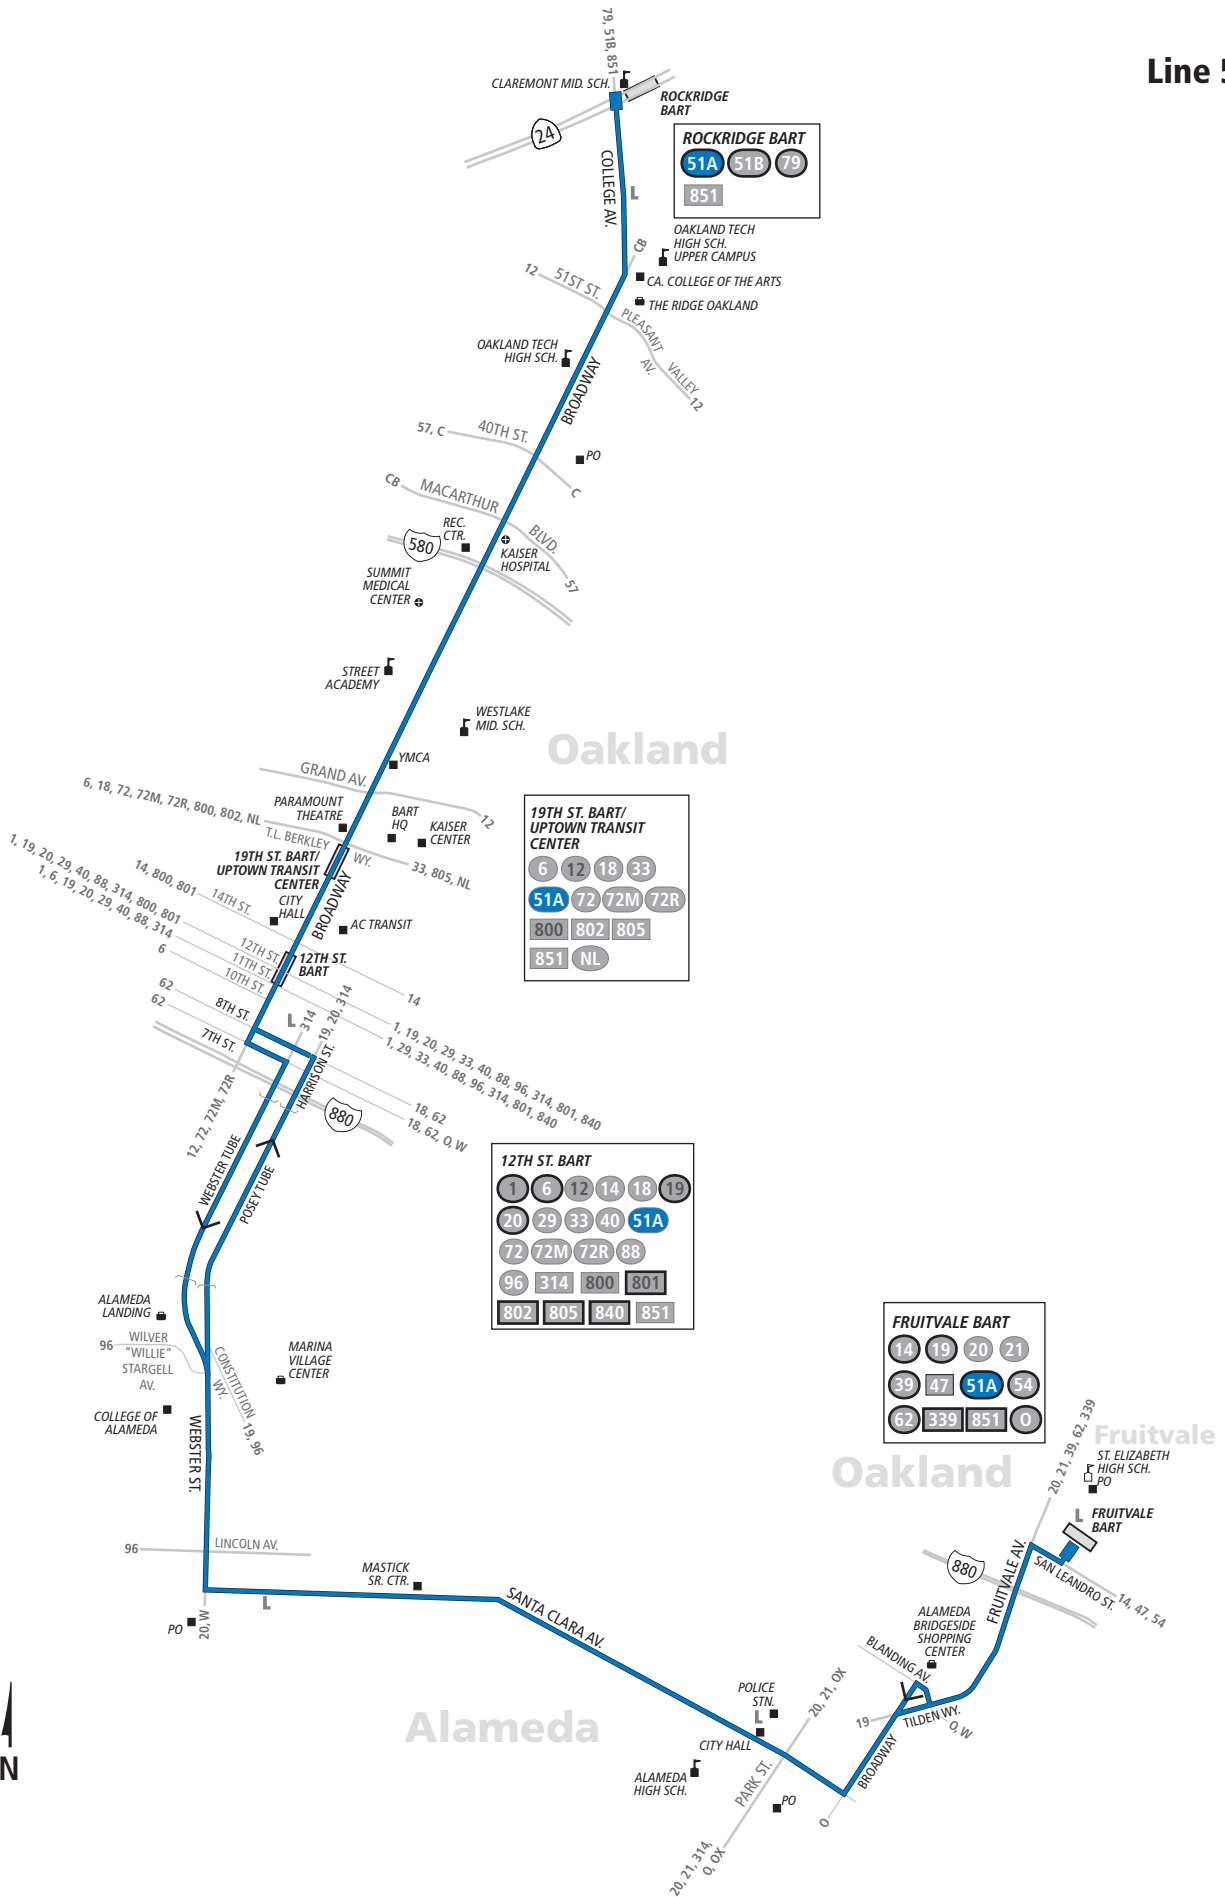 79, 51B, 851
Line 5
CLAREMONT MID. SCH.
ROCKRIDGE
BART
24
ROCKRIDGE BART
51A 51B 79
851
COLLEGE AV.
L
OAKLAND TECH
HIGH SCH.
UPPER CAMPUS
CB
CA. COLLEGE OF THE ARTS
THE RIDGE OAKLAND
12
51ST ST.
PLEASANT
VALLEY
AV.
12
OAKLAND TECH
HIGH SCH.
BROADWAY
57, C
40TH ST.
C
PO
CB
MACARTHUR
BLVD.
57
REC.
CTR.
580
KAISER
HOSPITAL
SUMMIT
MEDICAL
CENTER
STREET
ACADEMY
WESTLAKE
MID. SCH.
Oakland
YMCA
GRAND AV.
12
6, 18, 72, 72M, 72R, 800, 802, NL
PARAMOUNT
THEATRE
BART
HQ
KAISER
CENTER
T.L. BERKLEY
WY.
33, 805, NL
19TH ST. BART/
UPTOWN TRANSIT
CENTER
19TH ST. BART/
UPTOWN TRANSIT
CENTER
6 12 18 33
51A 72 72M 72R
800 802 805
851 NL
1, 19, 20, 29, 40, 88, 314, 800, 801
1, 6, 19, 20, 29, 40, 88, 314
14, 800, 801
14TH ST.
CITY
HALL
BROADWAY
AC TRANSIT
6
12TH ST.
11TH ST.
10TH ST.
12TH ST.
BART
14
62
62
8TH ST.
7TH ST.
L
314
19, 20, 314
1, 19, 20, 29, 33, 40, 88, 96, 314, 801, 840
1, 29, 33, 40, 88, 96, 314, 801, 840
HARRISON ST.
12, 72, 72M, 72R
880
18, 62
18, 62, O, W
WEBSTER TUBE
POSEY TUBE
12TH ST. BART
1 6 12 14 18 19
20 29 33 40 51A
72 72M 72R 88
96 314 800 801
802 805 840 851
ALAMEDA
LANDING
96
WILVER
"WILLIE"
STARGELL
AV.
CONSTITUTION
WY.
19, 96
MARINA
VILLAGE
CENTER
COLLEGE OF
ALAMEDA
WEBSTER ST.
FRUITVALE BART
14 19 20 21
39 47 51A 54
62 339 851 O
20, 21, 39, 62, 339
Fruitvale
Oakland
ST. ELIZABETH
HIGH SCH.
PO
L
FRUITVALE
BART
96
LINCOLN AV.
MASTICK
SR. CTR.
L
PO
20, W
SANTA CLARA AV.
880
FRUITVALE AV.
SAN LEANDRO ST.
14, 47, 54
ALAMEDA
BRIDGESIDE
SHOPPING
CENTER
BLANDING AV.
19
TILDEN WY.
O, W
POLICE
STN.
L
CITY HALL
20, 21, OX
Alameda
ALAMEDA
HIGH SCH.
PARK ST.
PO
BROADWAY
O
20, 21, 314,
O, OX
N